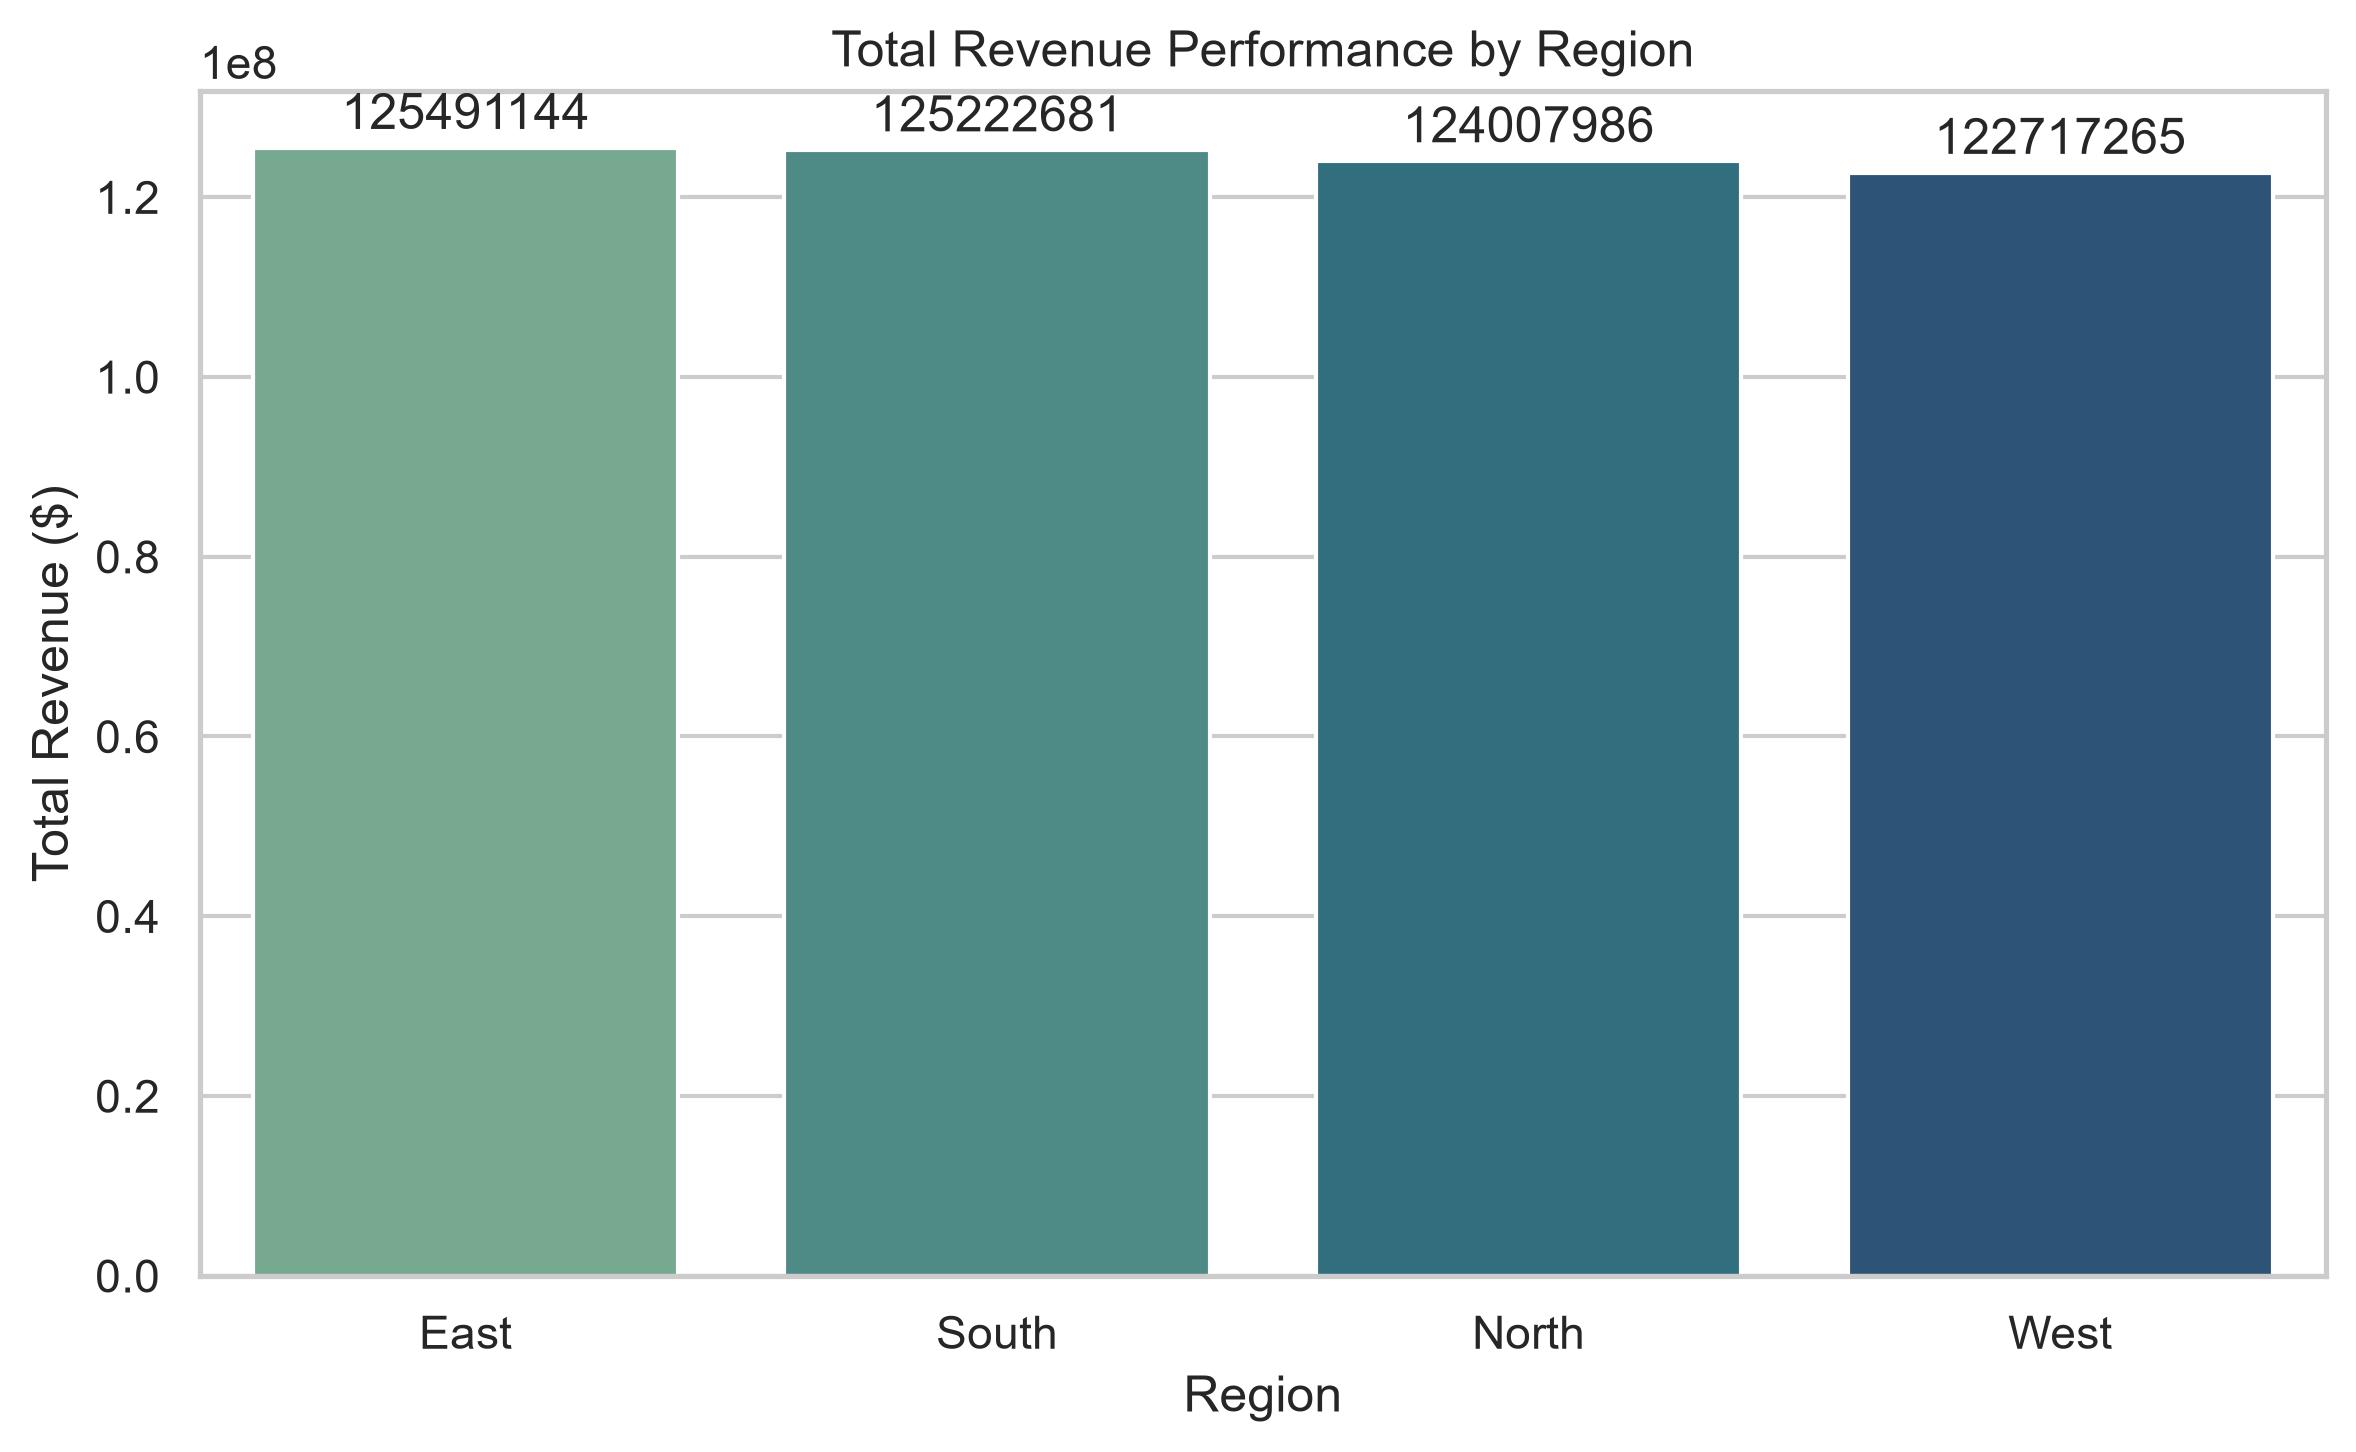 Total Revenue Performance by Region
1e8
125491144 125222681 124007986 122717265
1.2
1.0
0.8
0.6
0.4
0.2
0.0
Total Revenue ($)
East South North West
Region